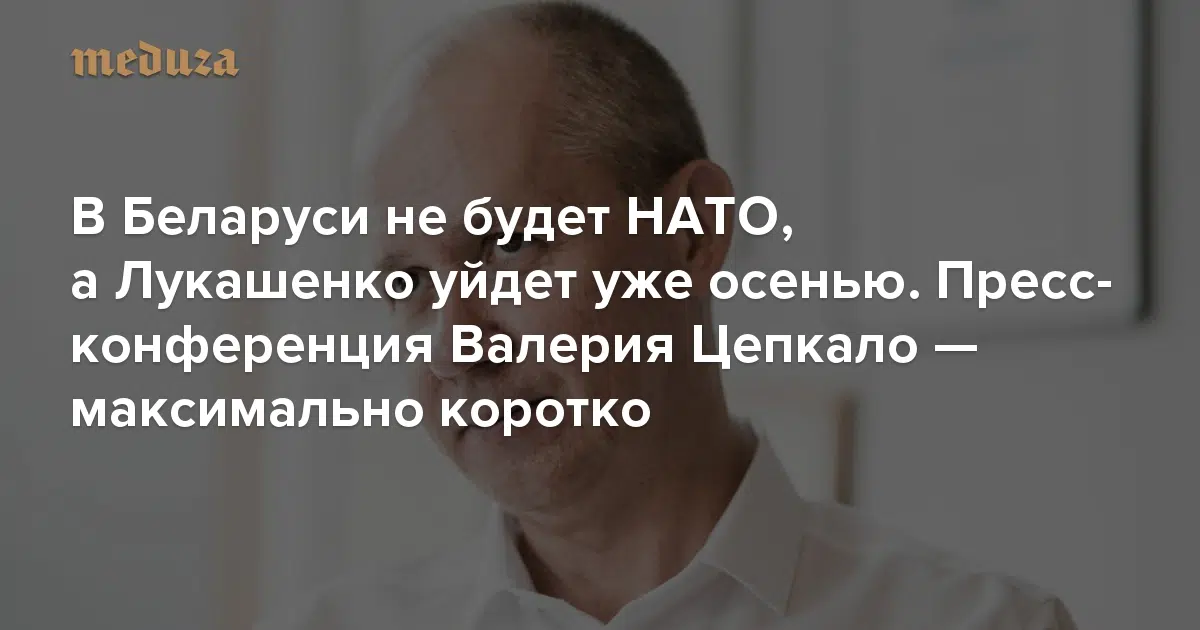 meduza
В Беларуси не будет НАТО,
а Лукашенко уйдет уже осенью. Пресс-
конференция Валерия Цепкало —
максимально коротко